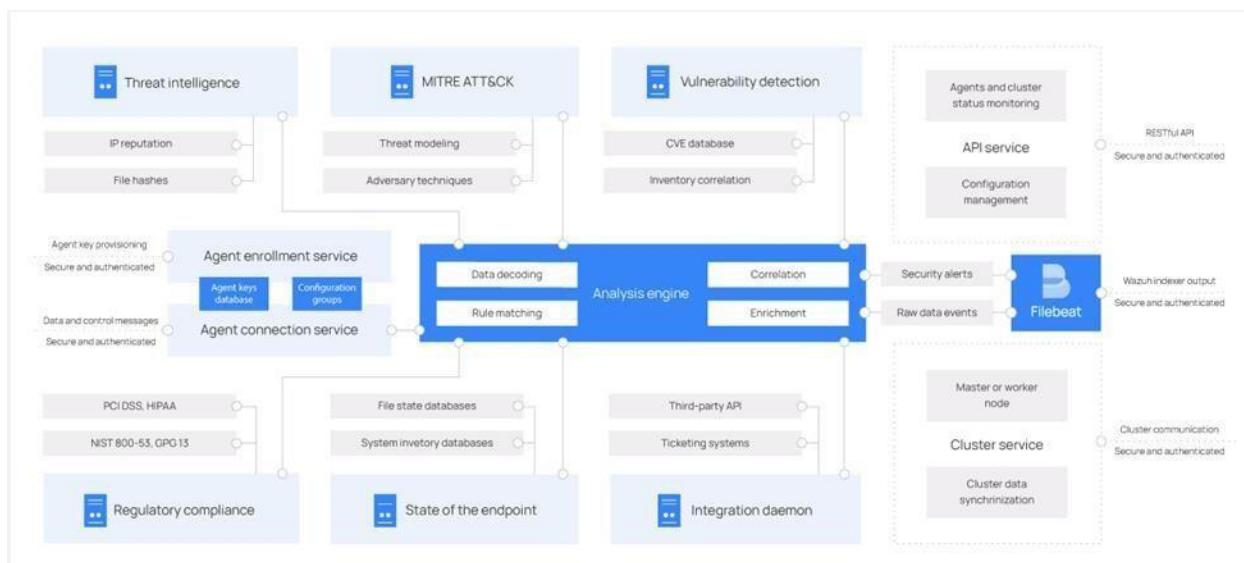 Threat intelligence
IP reputation
File hashes
MITRE ATT&CK
Threat modeling
Adversary techniques
Vulnerability detection
CVE database
Inventory correlation
Agents and cluster
status monitoring
API service
Configuration
management
RESTful API
Secure and authenticated
Agent key provisioning
Secure and authenticated
Agent enrollment service
Agent keys
database
Configuration
groups
Data and control messages
Secure and authenticated
Agent connection service
Data decoding
Rule matching
Analysis engine
Correlation
Enrichment
Security alerts
Raw data events
Filebeat
Wazuh indexer output
Secure and authenticated
PCI DSS, HIPAA
NIST 800-53, GPG 13
Regulatory compliance
File state databases
System invetory databases
State of the endpoint
Third-party API
Ticketing systems
Integration daemon
Master or worker
node
Cluster service
Cluster data
synchrinization
Cluster communication
Secure and authenticated